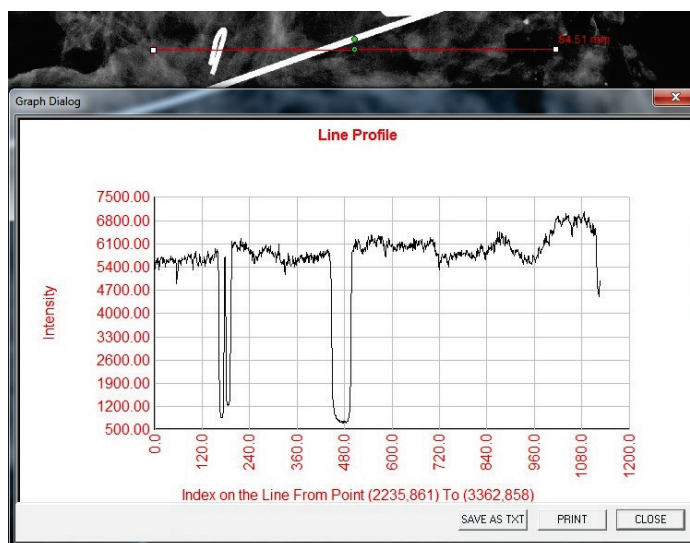 84.51 mm
Graph Dialog
Line Profile
7500.00
6800.00
6100.00
5400.00
4700.00
4000.00
3300.00
2600.00
1900.00
1200.00
500.00
Intensity
0.0
120.0
240.0
360.0
480.0
600.0
720.0
840.0
960.0
1080.0
1200.0
Index on the Line From Point (2235,861) To (3362,858)
SAVE AS TXT
PRINT
CLOSE